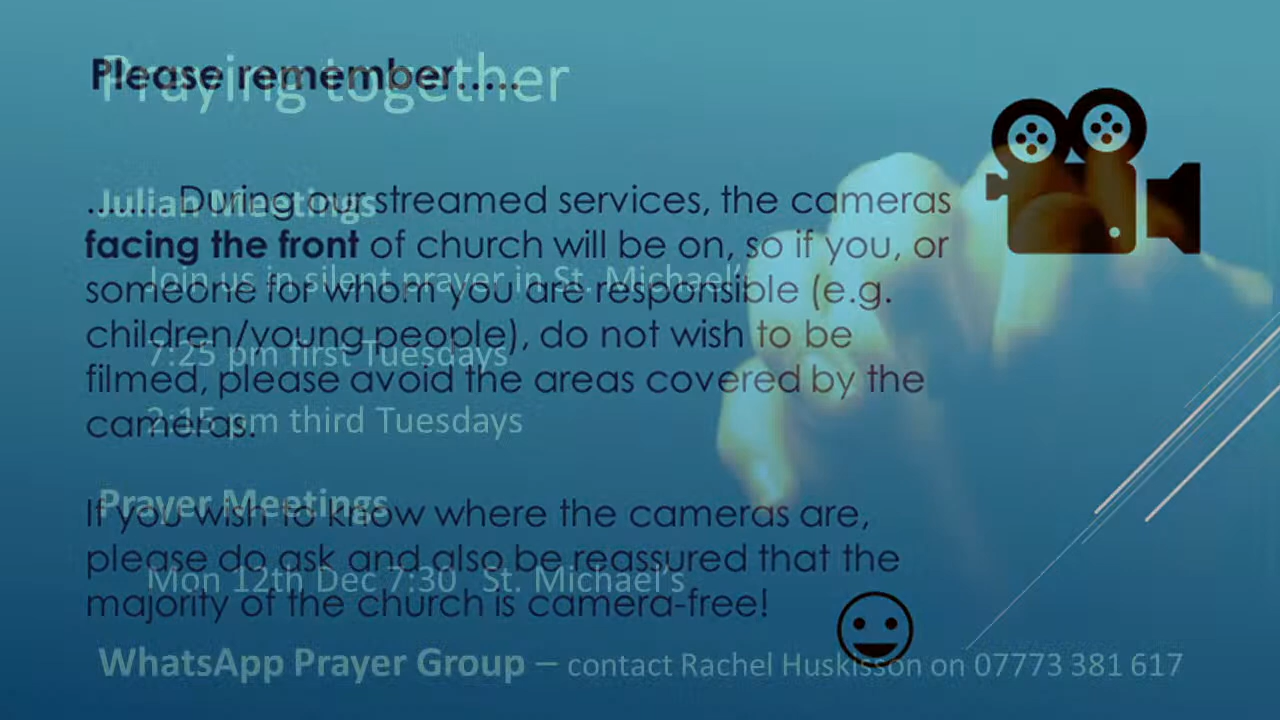 Please remember.....
........ During our streamed services, the cameras
facing the front of church will be on, so if you, or
someone for whom you are responsible (e.g.
children/young people), do not wish to be
filmed, please avoid the areas covered by the
cameras.
If you wish to know where the cameras are,
please do ask and also be reassured that the
majority of the church is camera-free!
Praying together
Julian Meetings
Join us in silent prayer in St. Michael's
7:25 pm first Tuesdays
2:15 pm third Tuesdays
Prayer Meetings
Mon 12th Dec 7:30 St. Michael's
WhatsApp Prayer Group – contact Rachel Huskisson on 07773 381 617